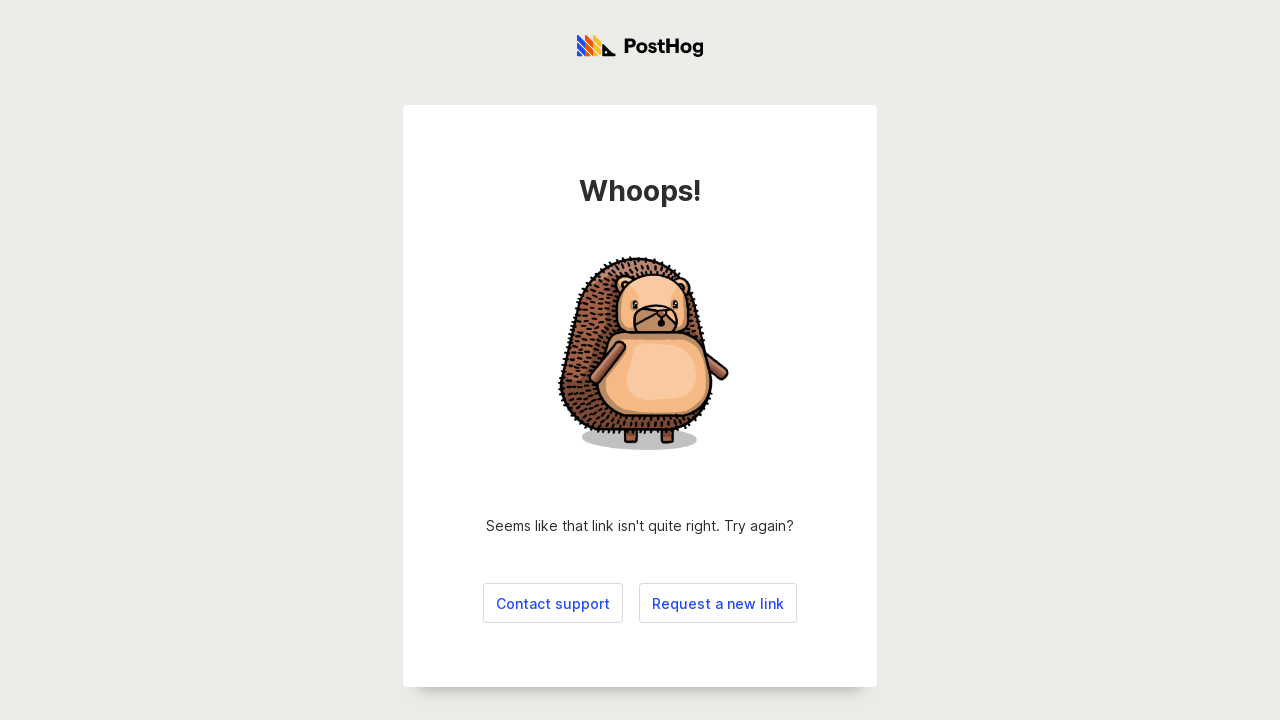 PostHog
Whoops!
Seems like that link isn't quite right. Try again?
Contact support
Request a new link